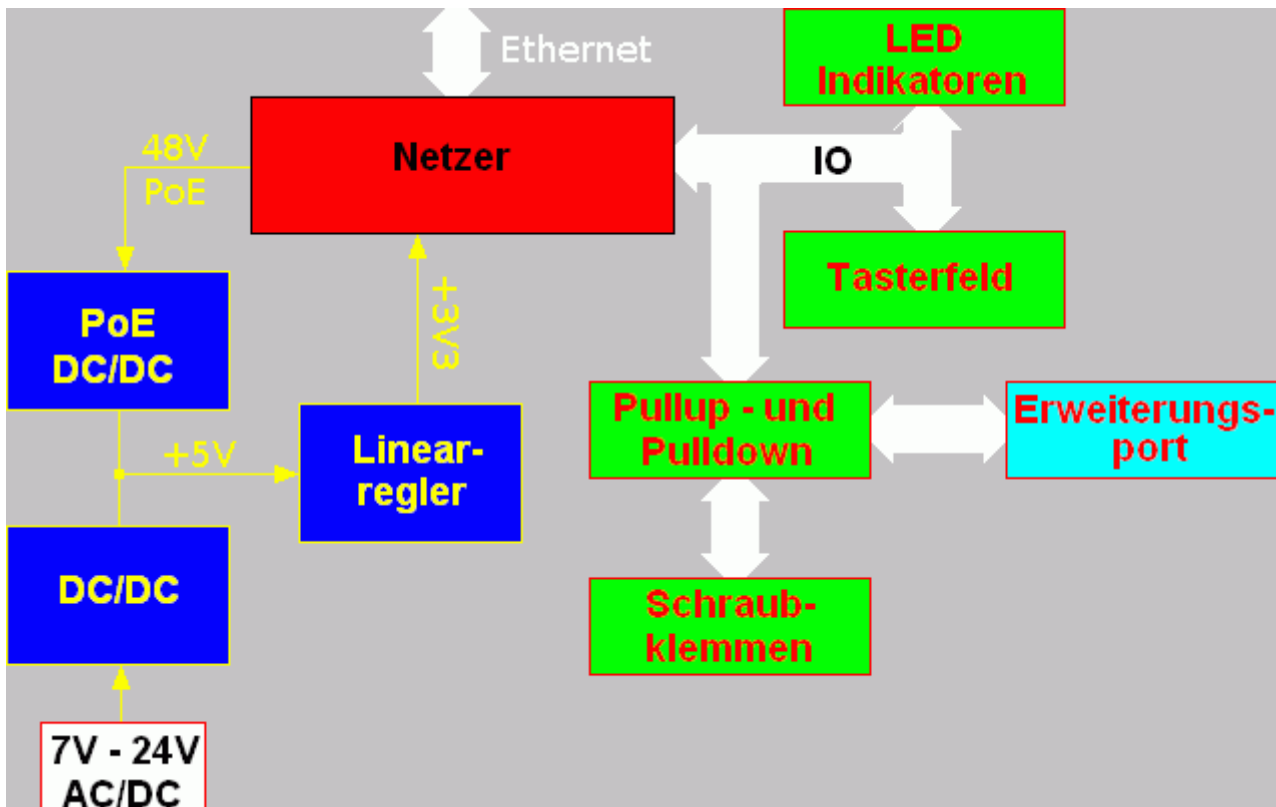 Ethernet
LED
Indikatoren
48V
PoE
Netzer
IO
Tasterfeld
+3V3
PoE
DC/DC
Pullup - und
Pulldown
Erweiterungs-
port
+5V
Linear-
regler
DC/DC
Schraub-
klemmen
7V - 24V
AC/DC